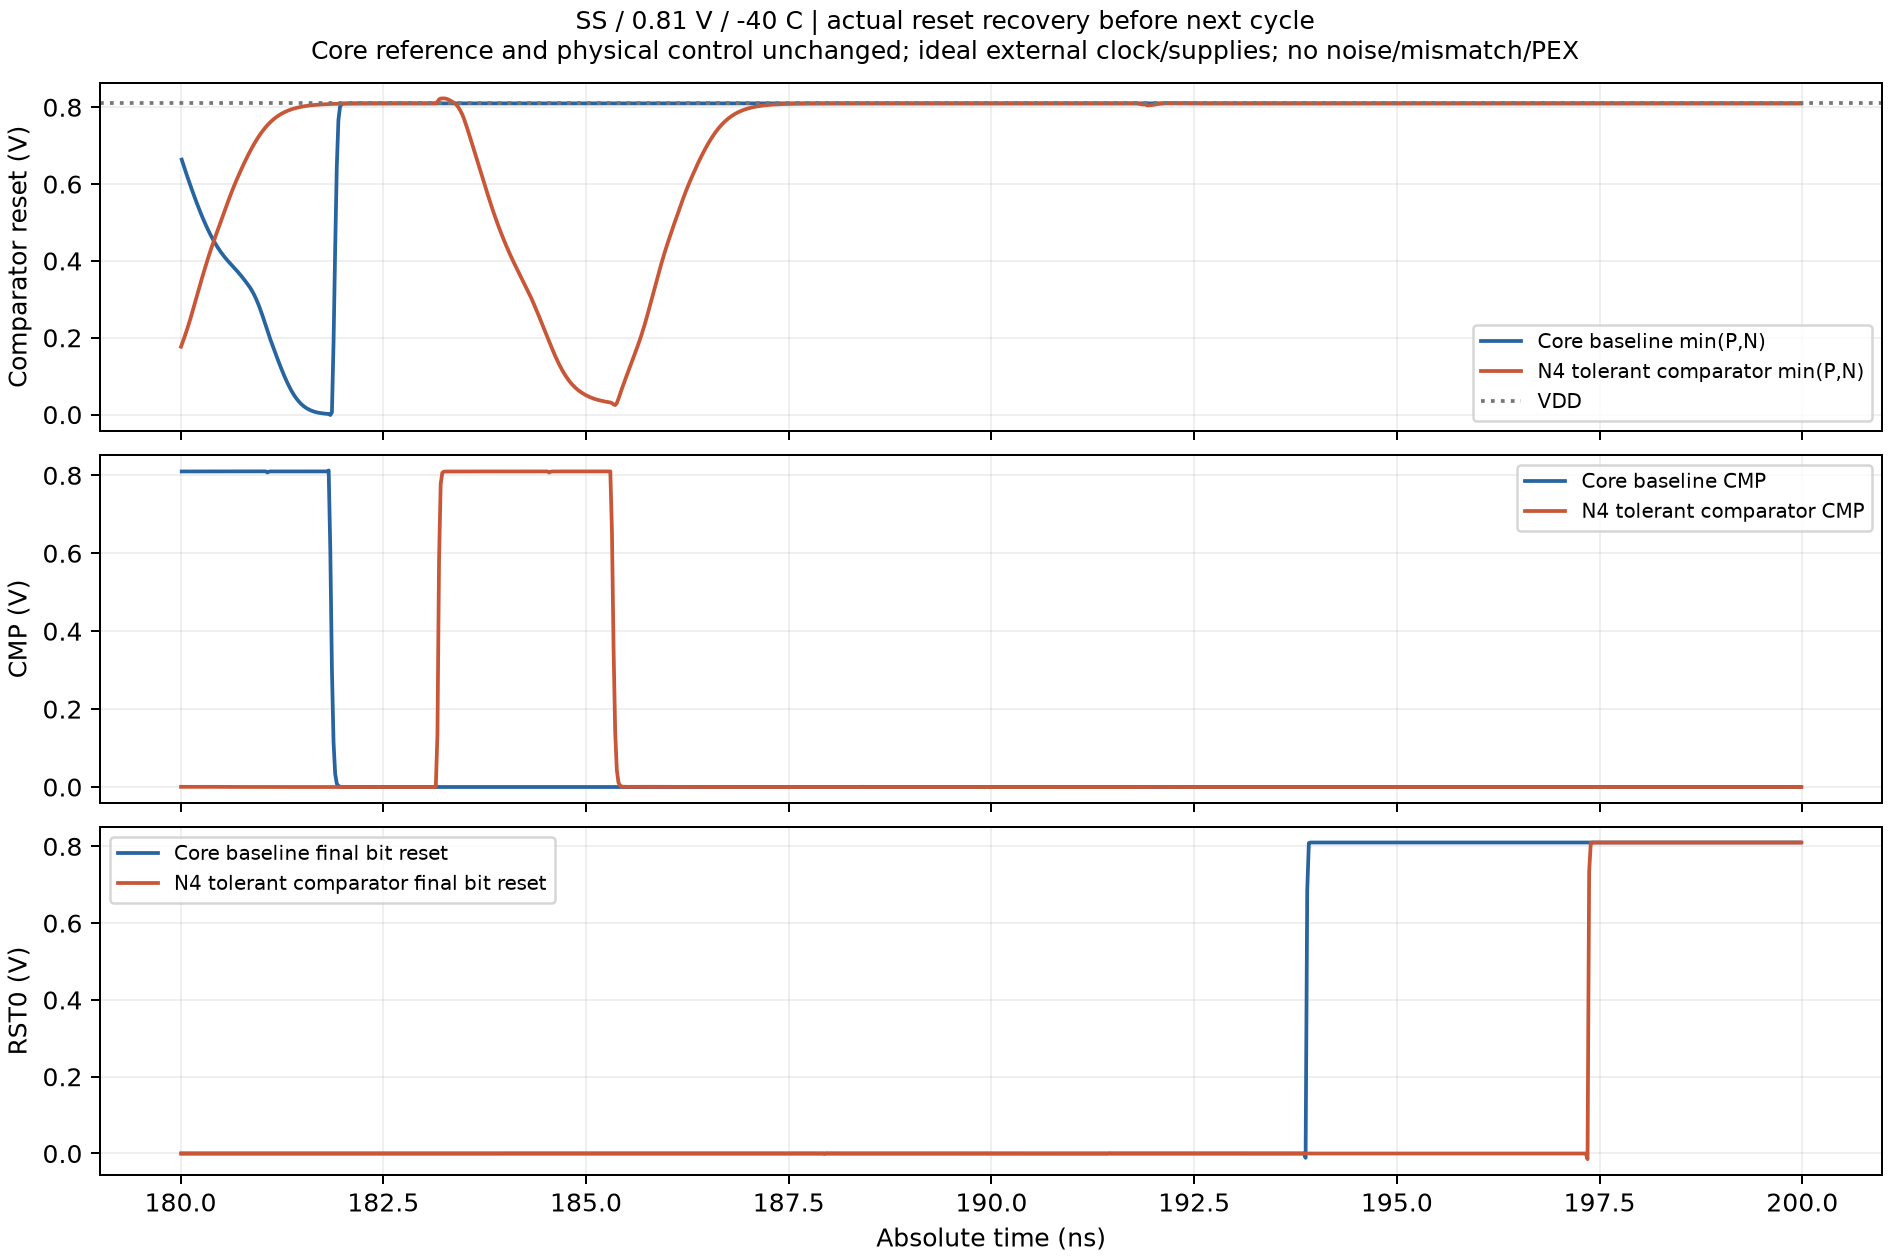 SS / 0.81 V / -40 C | actual reset recovery before next cycle
Core reference and physical control unchanged; ideal external clock/supplies; no noise/mismatch/PEX
Comparator reset (V)
0.8
0.6
0.4
0.2
0.0
Core baseline min(P,N)
N4 tolerant comparator min(P,N)
VDD
CMP (V)
0.8
0.6
0.4
0.2
0.0
Core baseline CMP
N4 tolerant comparator CMP
RST0 (V)
0.8
0.6
0.4
0.2
0.0
Core baseline final bit reset
N4 tolerant comparator final bit reset
180.0 182.5 185.0 187.5 190.0 192.5 195.0 197.5 200.0
Absolute time (ns)